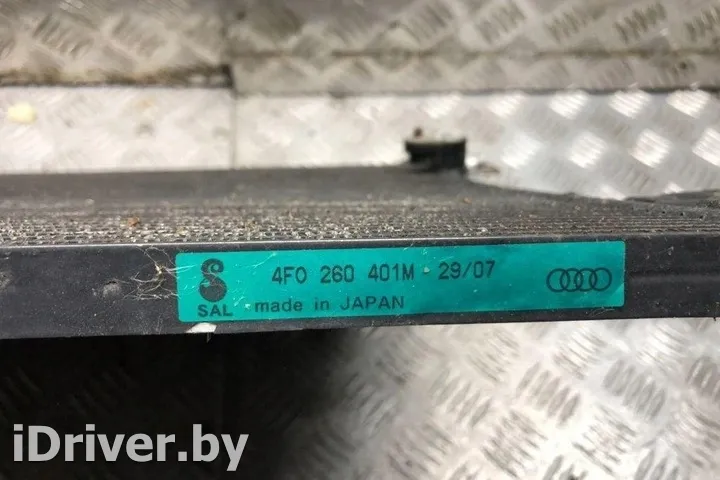 4F0 260 401M - 29/07
SAL made in JAPAN
iDriver.by